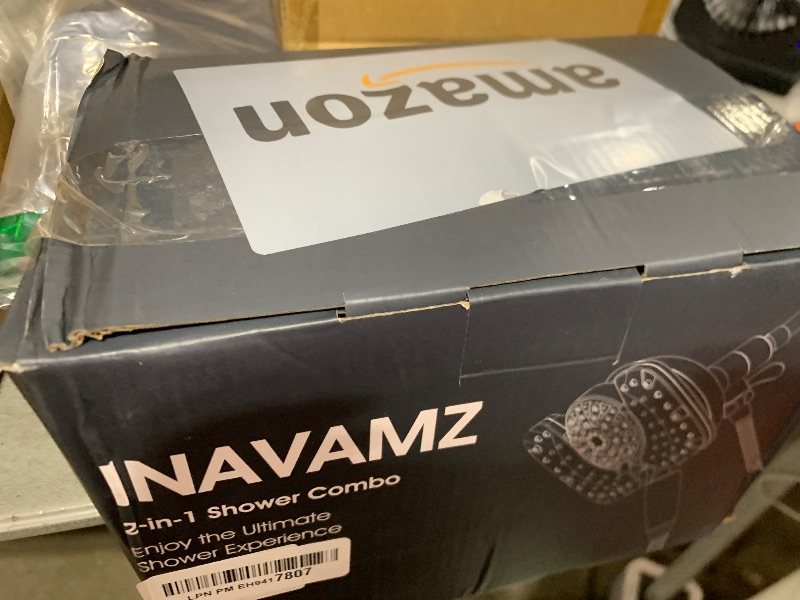 amazon
INAVAMZ
2-in-1 Shower Combo
Enjoy the Ultimate
Shower Experience
LPN PM EH9417807